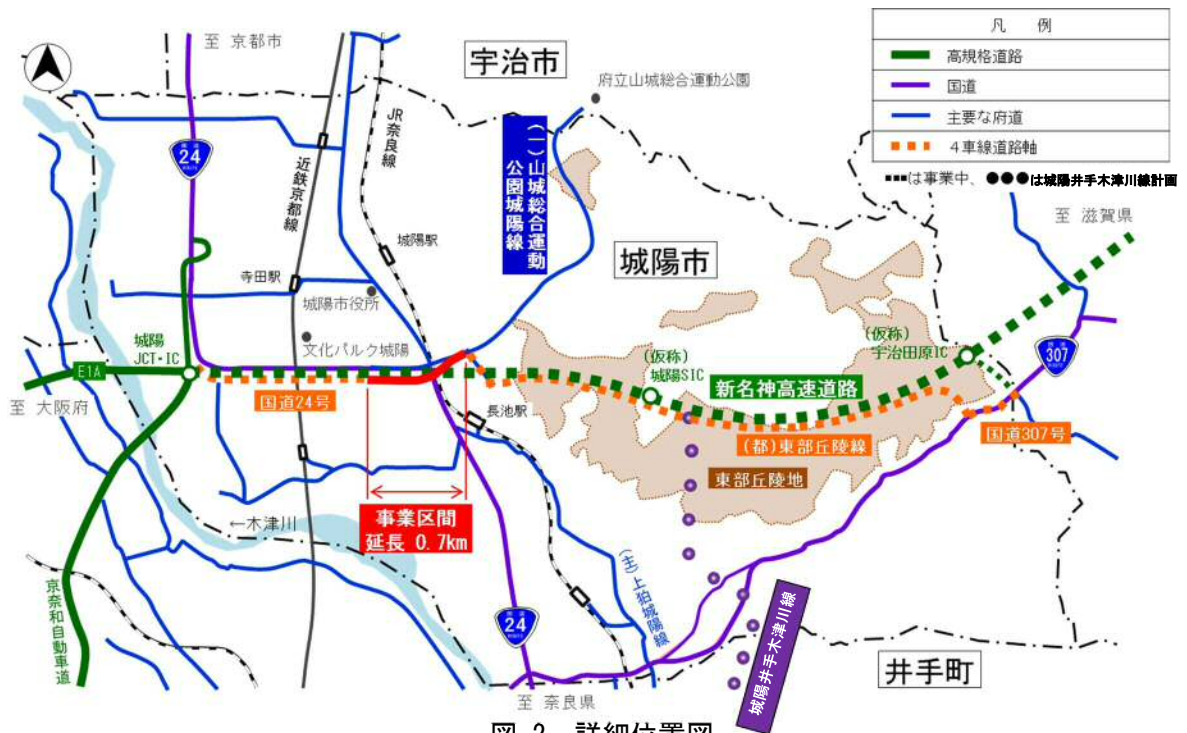 凡 例
高規格道路
国道
主要な府道
4車線道路軸
■■■は事業中、●●●は城陽井手木津川線計画
至 京都市
宇治市
府立山城総合運動公園
(一)山城総合運動
公園城陽線
JR奈良線
近鉄京都線
国道
24
ROUTE
城陽駅
至 滋賀県
城陽市
寺田駅
城陽市役所
文化パルク城陽
城陽
JCT・IC
E1A
至 大阪府
国道24号
(仮称)
城陽SIC
(仮称)
宇治田原IC
国道
307
ROUTE
新名神高速道路
長池駅
(都)東部丘陵線
国道307号
東部丘陵地
事業区間
延長 0.7km
←木津川
京奈和自動車道
(主)上狛城陽線
国道
24
ROUTE
城陽井手木津川線
井手町
至 奈良県
図 2 詳細位置図